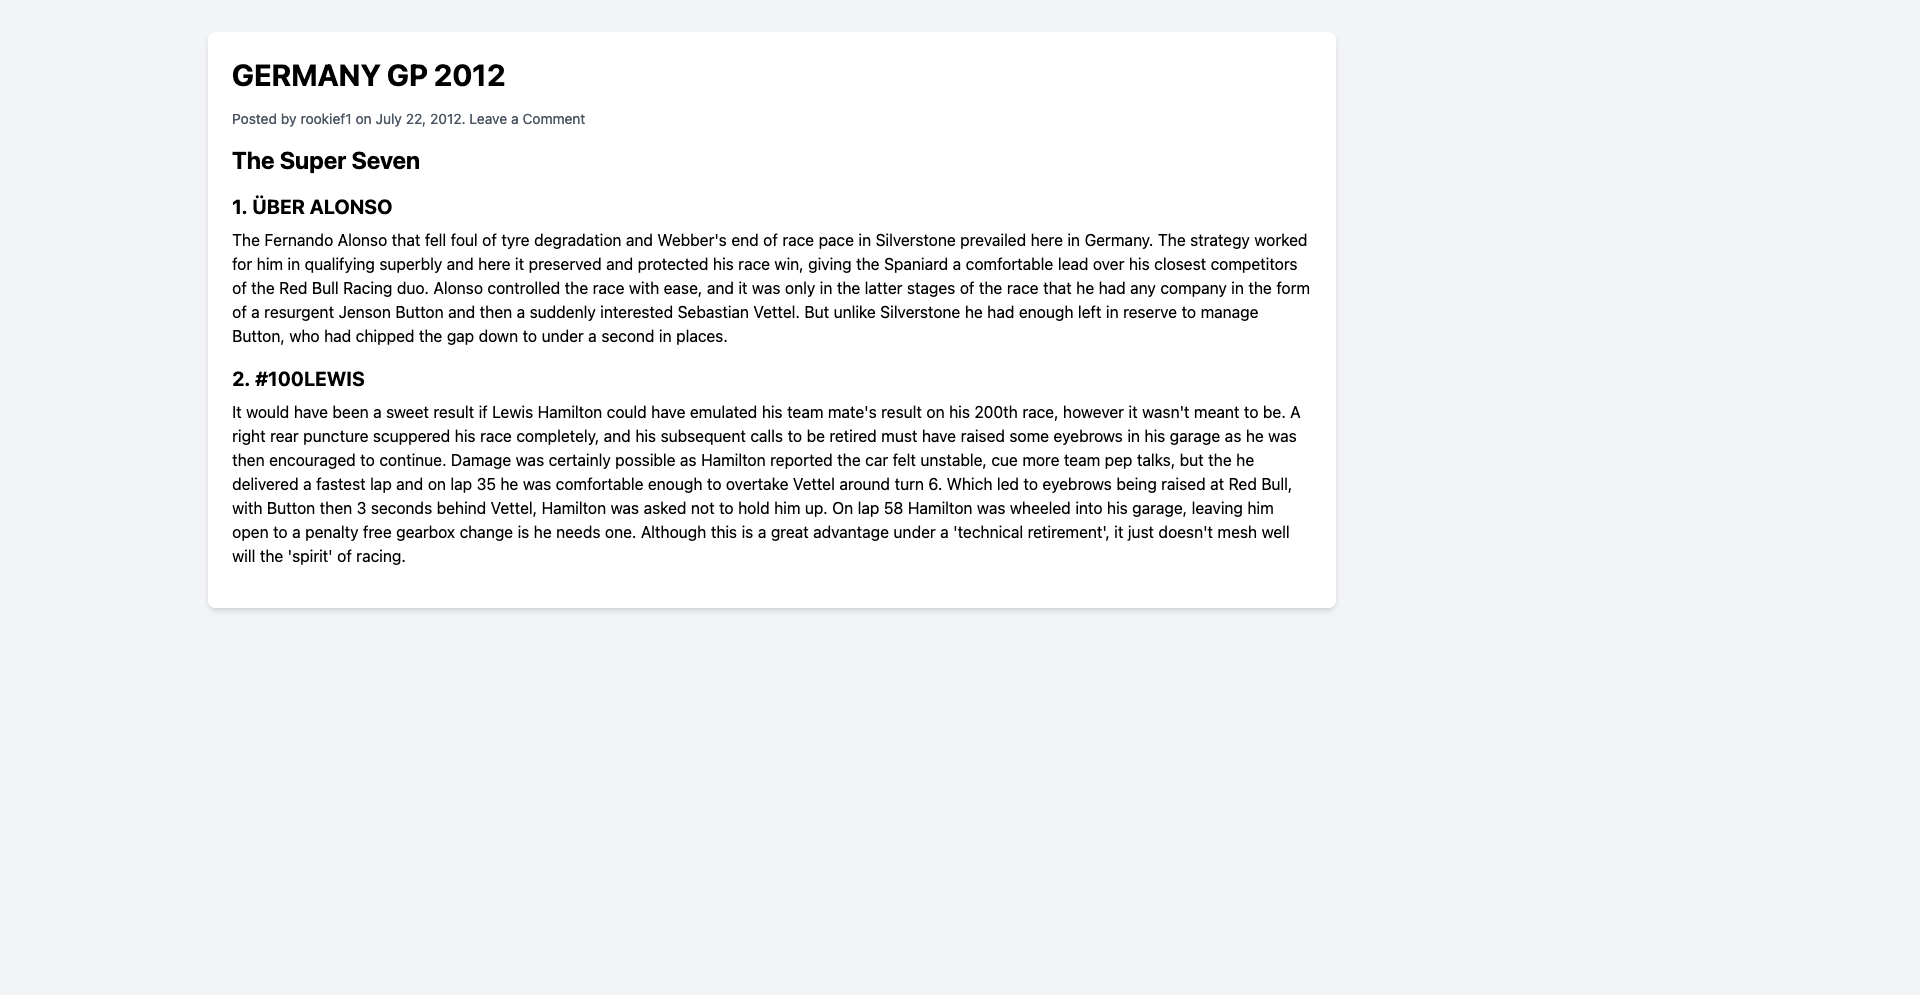 GERMANY GP 2012
Posted by rookief1 on July 22, 2012. Leave a Comment
The Super Seven
1. ÜBER ALONSO
The Fernando Alonso that fell foul of tyre degradation and Webber's end of race pace in Silverstone prevailed here in Germany. The strategy worked
for him in qualifying superbly and here it preserved and protected his race win, giving the Spaniard a comfortable lead over his closest competitors
of the Red Bull Racing duo. Alonso controlled the race with ease, and it was only in the latter stages of the race that he had any company in the form
of a resurgent Jenson Button and then a suddenly interested Sebastian Vettel. But unlike Silverstone he had enough left in reserve to manage
Button, who had chipped the gap down to under a second in places.
2. #100LEWIS
It would have been a sweet result if Lewis Hamilton could have emulated his team mate's result on his 200th race, however it wasn't meant to be. A
right rear puncture scuppered his race completely, and his subsequent calls to be retired must have raised some eyebrows in his garage as he was
then encouraged to continue. Damage was certainly possible as Hamilton reported the car felt unstable, cue more team pep talks, but the he
delivered a fastest lap and on lap 35 he was comfortable enough to overtake Vettel around turn 6. Which led to eyebrows being raised at Red Bull,
with Button then 3 seconds behind Vettel, Hamilton was asked not to hold him up. On lap 58 Hamilton was wheeled into his garage, leaving him
open to a penalty free gearbox change is he needs one. Although this is a great advantage under a 'technical retirement', it just doesn't mesh well
will the 'spirit' of racing.